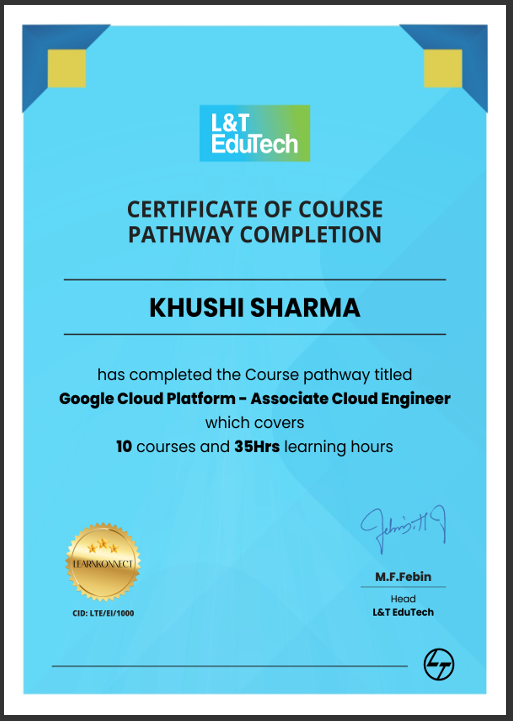 L&T
EduTech
CERTIFICATE OF COURSE
PATHWAY COMPLETION
KHUSHI SHARMA
has completed the Course pathway titled
Google Cloud Platform - Associate Cloud Engineer
which covers
10 courses and 35Hrs learning hours
LEARNKONNECT
CID: LTE/EI/1000
M.F.Febin
Head
L&T EduTech